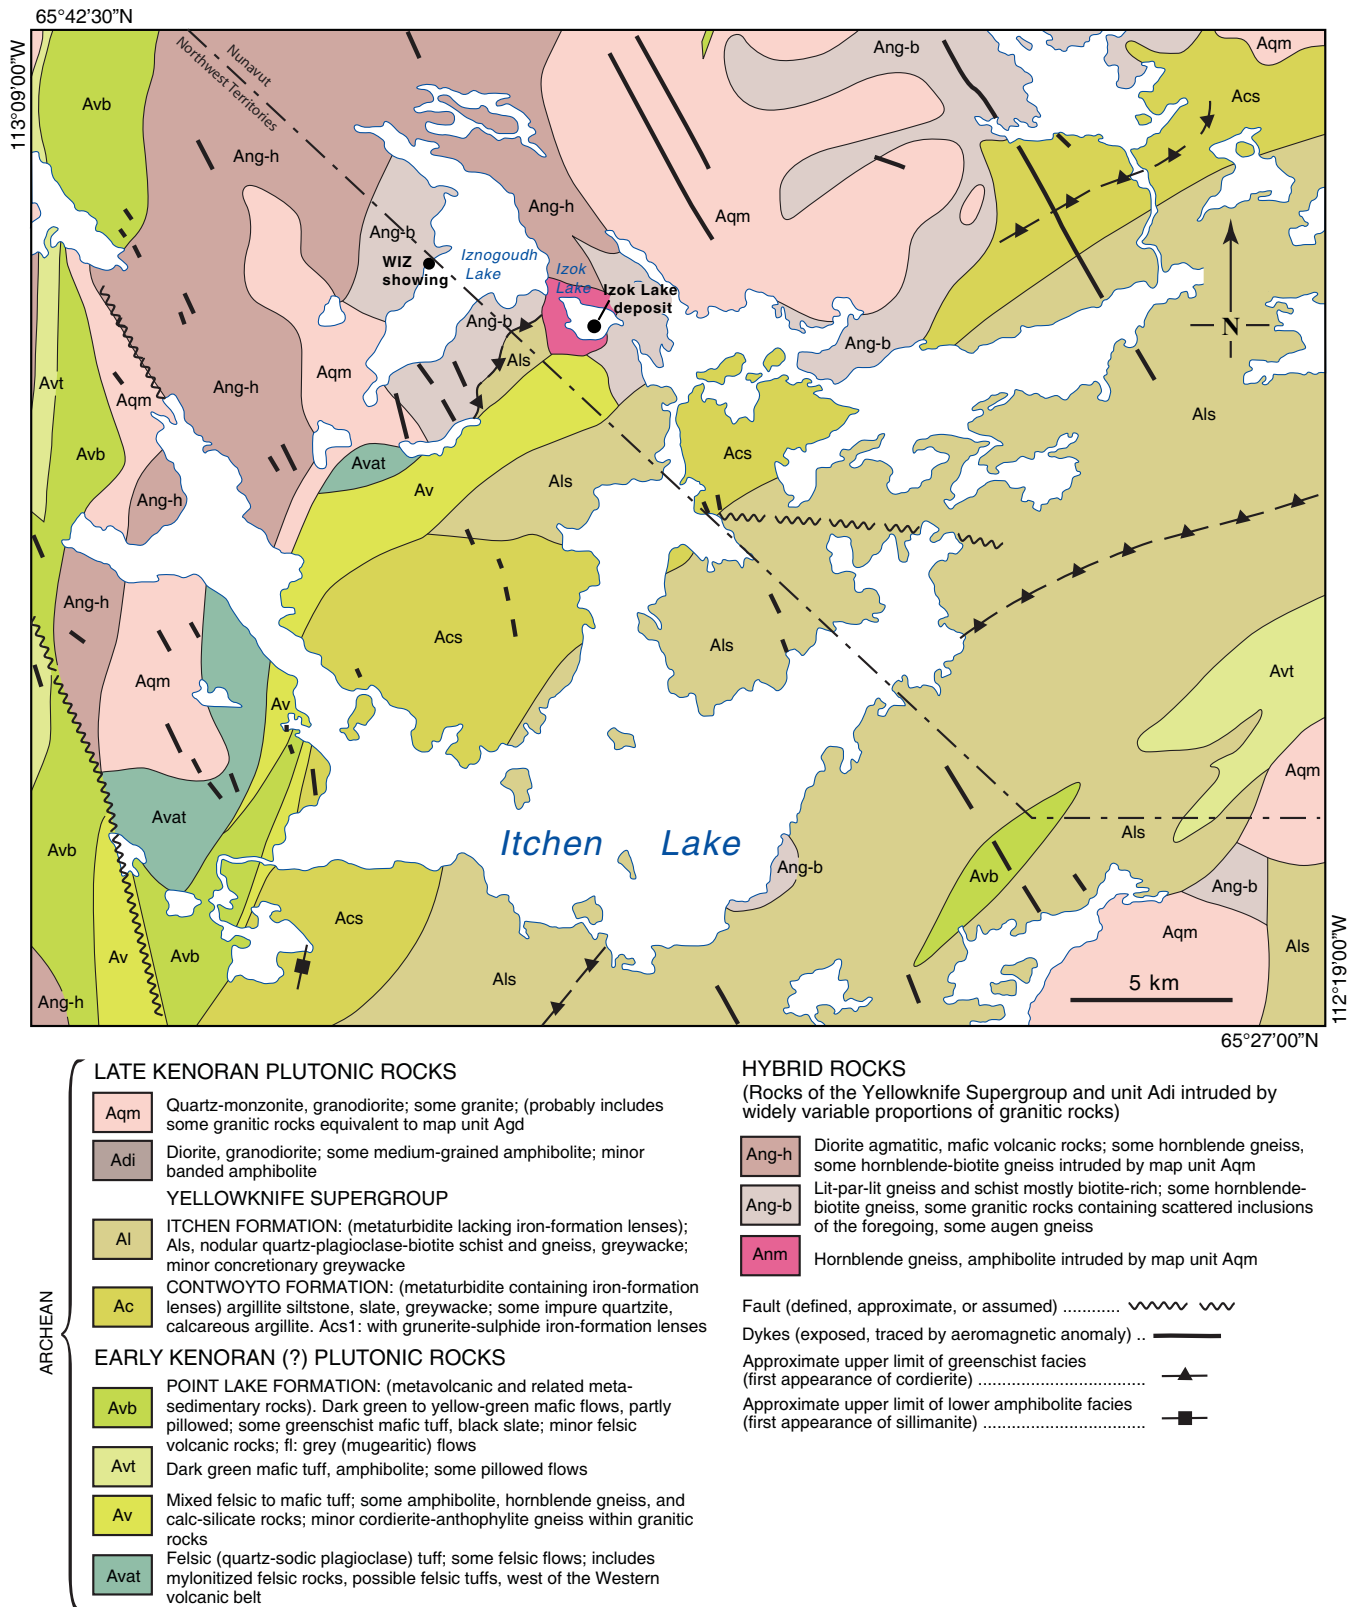 65°42'30"N
113°09'00"W
Nunavut
Northwest Territories
Avb
Ang-h
Ang-b
Aqm
Acs
Ang-h
Aqm
Ang-b
WIZ
showing
Iznogoudh
Lake
Izok
Lake
Izok Lake
deposit
Ang-b
Als
Ang-b
N
Avt
Aqm
Ang-h
Aqm
Als
Avb
Avat
Av
Als
Acs
Ang-h
Ang-h
Aqm
Acs
Als
Avt
Av
Aqm
Avat
Itchen Lake
Als
Avb
Ang-b
Avb
Ang-b
Acs
Aqm
Als
Av
Avb
Als
Ang-h
5 km
112°19'00"W
65°27'00"N
ARCHEAN
LATE KENORAN PLUTONIC ROCKS
Aqm
Quartz-monzonite, granodiorite; some granite; (probably includes
some granitic rocks equivalent to map unit Agd
Adi
Diorite, granodiorite; some medium-grained amphibolite; minor
banded amphibolite
YELLOWKNIFE SUPERGROUP
Al
ITCHEN FORMATION: (metaturbidite lacking iron-formation lenses);
Als, nodular quartz-plagioclase-biotite schist and gneiss, greywacke;
minor concretionary greywacke
Ac
CONTWOYTO FORMATION: (metaturbidite containing iron-formation
lenses) argillite siltstone, slate, greywacke; some impure quartzite,
calcareous argillite. Acs1: with grunerite-sulphide iron-formation lenses
EARLY KENORAN (?) PLUTONIC ROCKS
Avb
POINT LAKE FORMATION: (metavolcanic and related meta-
sedimentary rocks). Dark green to yellow-green mafic flows, partly
pillowed; some greenschist mafic tuff, black slate; minor felsic
volcanic rocks; fl: grey (mugearitic) flows
Avt
Dark green mafic tuff, amphibolite; some pillowed flows
Av
Mixed felsic to mafic tuff; some amphibolite, hornblende gneiss, and
calc-silicate rocks; minor cordierite-anthophylite gneiss within granitic
rocks
Avat
Felsic (quartz-sodic plagioclase) tuff; some felsic flows; includes
mylonitized felsic rocks, possible felsic tuffs, west of the Western
volcanic belt
HYBRID ROCKS
(Rocks of the Yellowknife Supergroup and unit Adi intruded by
widely variable proportions of granitic rocks)
Ang-h
Diorite agmatitic, mafic volcanic rocks; some hornblende gneiss,
some hornblende-biotite gneiss intruded by map unit Aqm
Ang-b
Lit-par-lit gneiss and schist mostly biotite-rich; some hornblende-
biotite gneiss, some granitic rocks containing scattered inclusions
of the foregoing, some augen gneiss
Anm
Hornblende gneiss, amphibolite intruded by map unit Aqm
Fault (defined, approximate, or assumed) ............
Dykes (exposed, traced by aeromagnetic anomaly) ..
Approximate upper limit of greenschist facies
(first appearance of cordierite) ..................................
Approximate upper limit of lower amphibolite facies
(first appearance of sillimanite) .................................